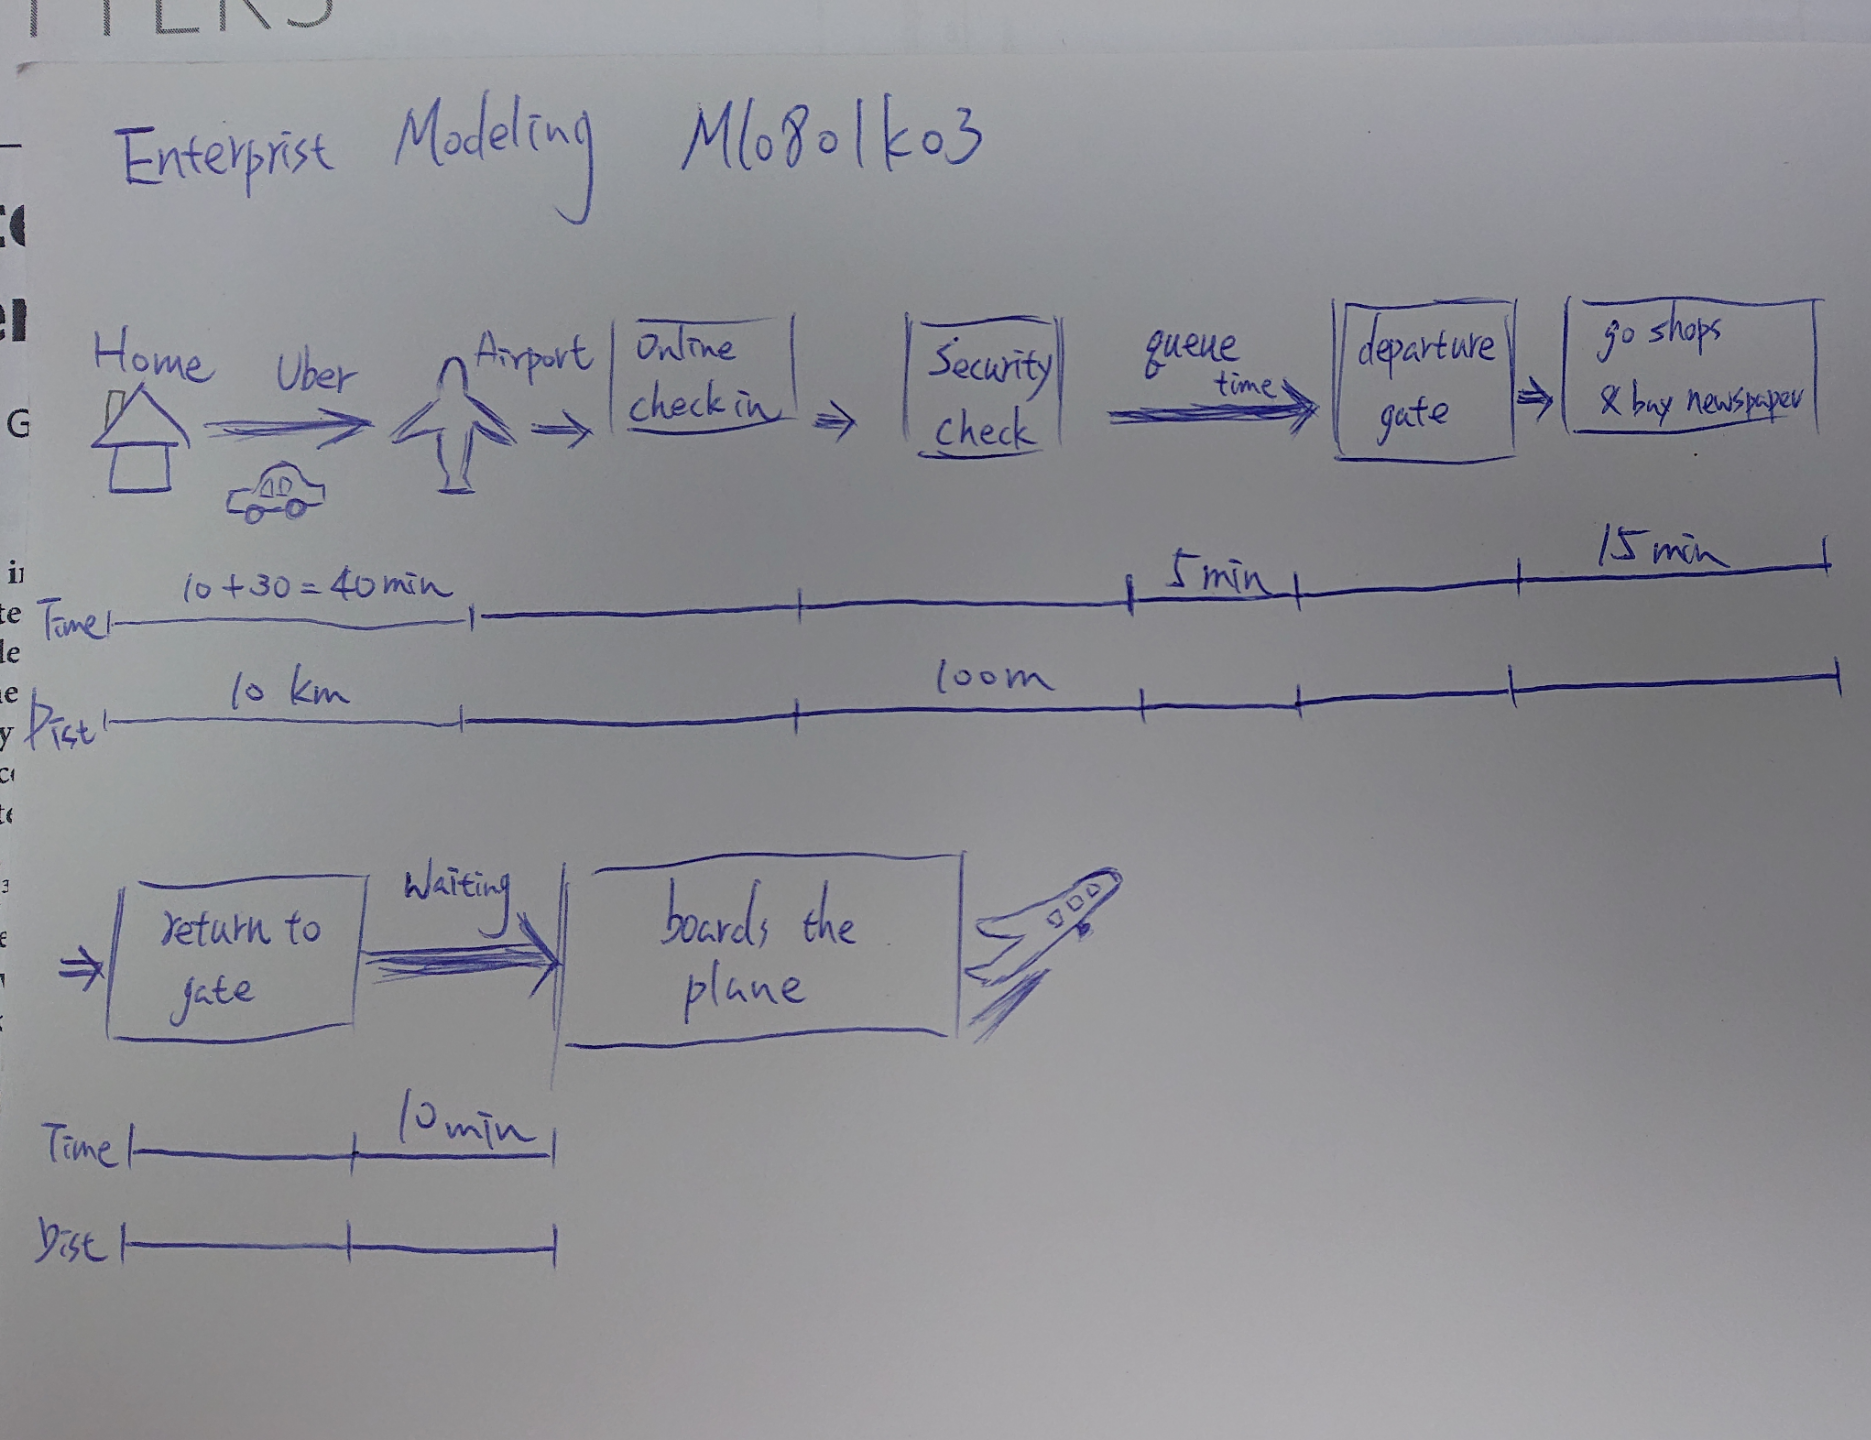 Enterprist Modeling M10801k03
Home
Uber
Airport
Online
check in
Security
check
queue
time
departure
gate
go shops
& buy newspaper
Time
10+30=40min
5min
15min
Dist
10 km
100m
return to
gate
Waiting
boards the
plane
Time
10min
Dist